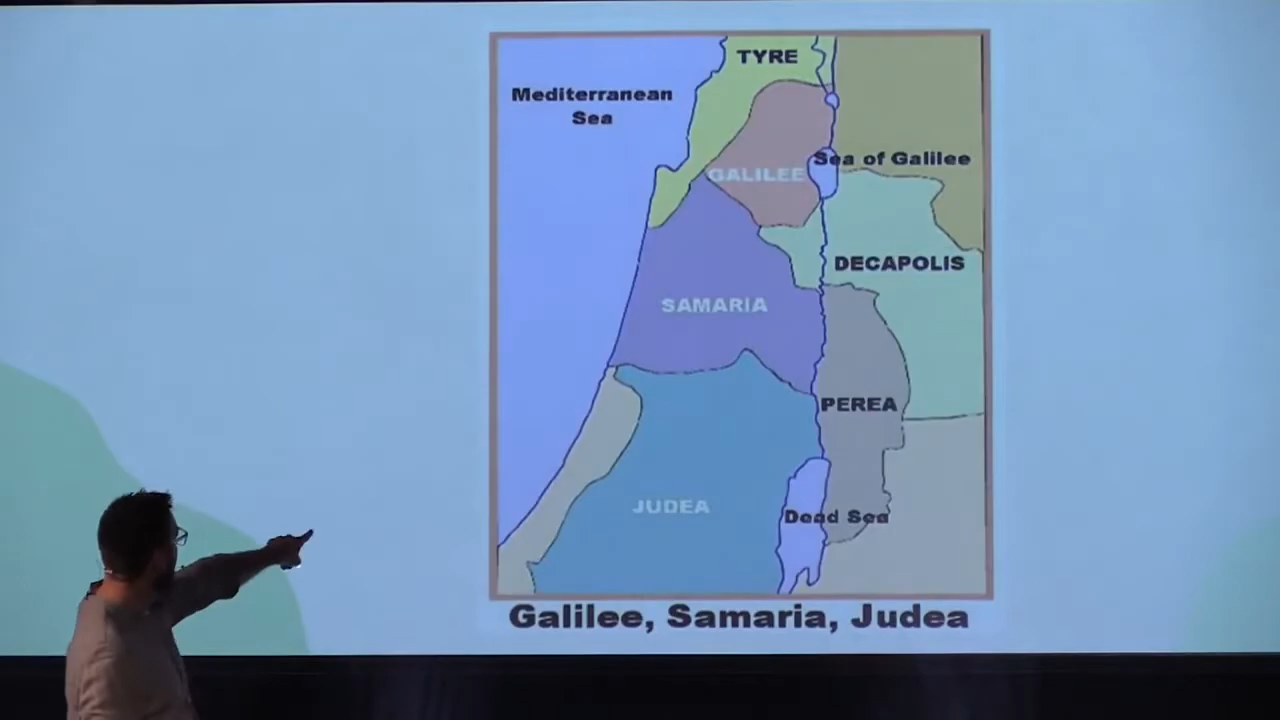 TYRE
Mediterranean
Sea
Sea of Galilee
GALILEE
DECAPOLIS
SAMARIA
PEREA
JUDEA
Dead Sea
Galilee, Samaria, Judea